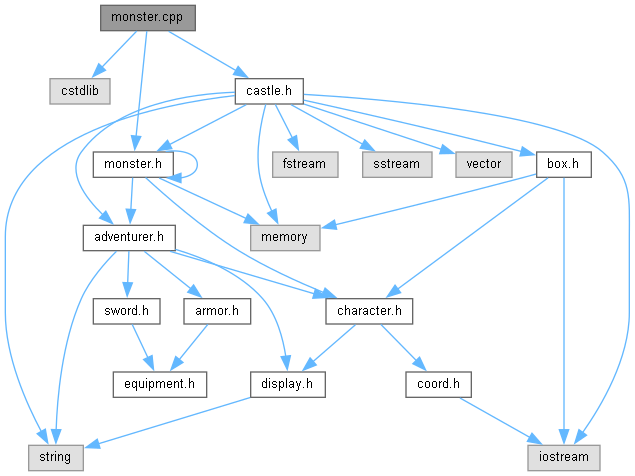 monster.cpp
cstdlib
castle.h
monster.h
fstream
sstream
vector
box.h
adventurer.h
memory
sword.h
armor.h
character.h
equipment.h
display.h
coord.h
string
iostream